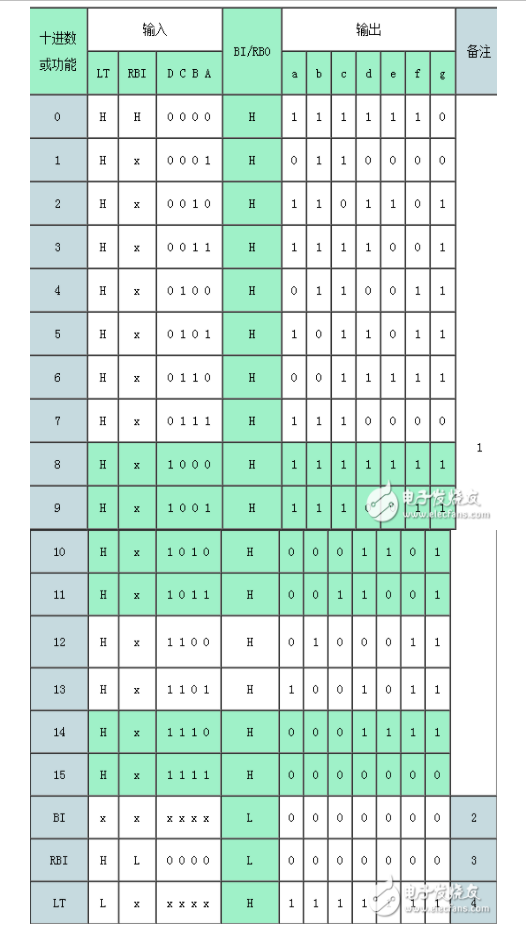 十进数或功能 输入 BI/RBO 输出 备注
LT RBI D C B A a b c d e f g
0 H H 0 0 0 0 H 1 1 1 1 1 1 0
1 H x 0 0 0 1 H 0 1 1 0 0 0 0
2 H x 0 0 1 0 H 1 1 0 1 1 0 1
3 H x 0 0 1 1 H 1 1 1 1 0 0 1
4 H x 0 1 0 0 H 0 1 1 0 0 1 1
5 H x 0 1 0 1 H 1 0 1 1 0 1 1
6 H x 0 1 1 0 H 0 0 1 1 1 1 1
7 H x 0 1 1 1 H 1 1 1 0 0 0 0
1
8 H x 1 0 0 0 H 1 1 1 1 1 1 1
9 H x 1 0 0 1 H 1 1 1 1 1
电子发烧友
www.elecfans.com
10 H x 1 0 1 0 H 0 0 0 1 1 0 1
11 H x 1 0 1 1 H 0 0 1 1 0 0 1
12 H x 1 1 0 0 H 0 1 0 0 0 1 1
13 H x 1 1 0 1 H 1 0 0 1 0 1 1
14 H x 1 1 1 0 H 0 0 0 1 1 1 1
15 H x 1 1 1 1 H 0 0 0 0 0 0 0
BI x x x x x x L 0 0 0 0 0 0 0 2
RBI H L 0 0 0 0 L 0 0 0 0 0 0 0 3
LT L x x x x x H 1 1 1 1 1 1 4
电子发烧友
www.elecfans.com